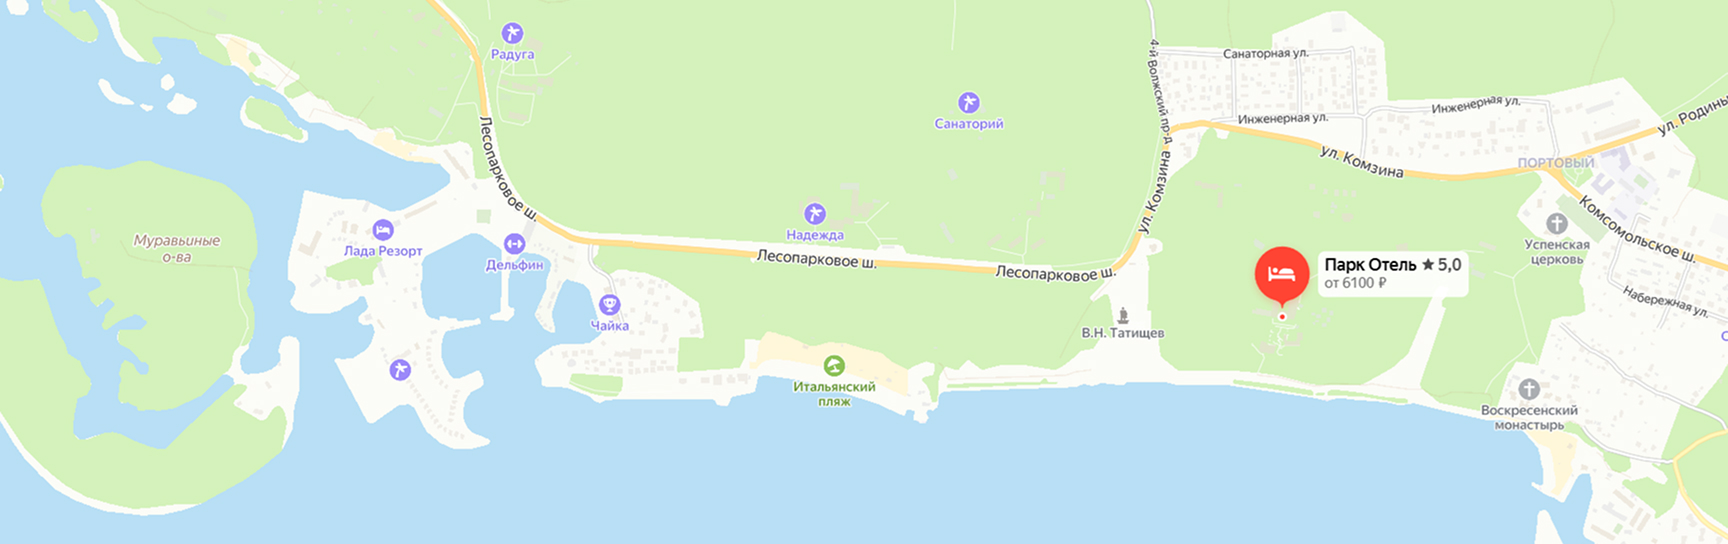 Радуга
4-й Волжский пр-д
Санаторная ул.
Санаторий
Инженерная ул.
Инженерная ул.
ул. Родины
Лесопарковое ш.
ул. Комзина
ПОРТОВЫЙ
ул. Комзина
Комсомольское ш.
Муравьиные
о-ва
Лада Резорт
Дельфин
Надежда
Лесопарковое ш.
Лесопарковое ш.
Успенская
церковь
Парк Отель ★ 5,0
от 6100 ₽
Набережная ул.
Чайка
В.Н. Татищев
Итальянский
пляж
Воскресенский
монастырь